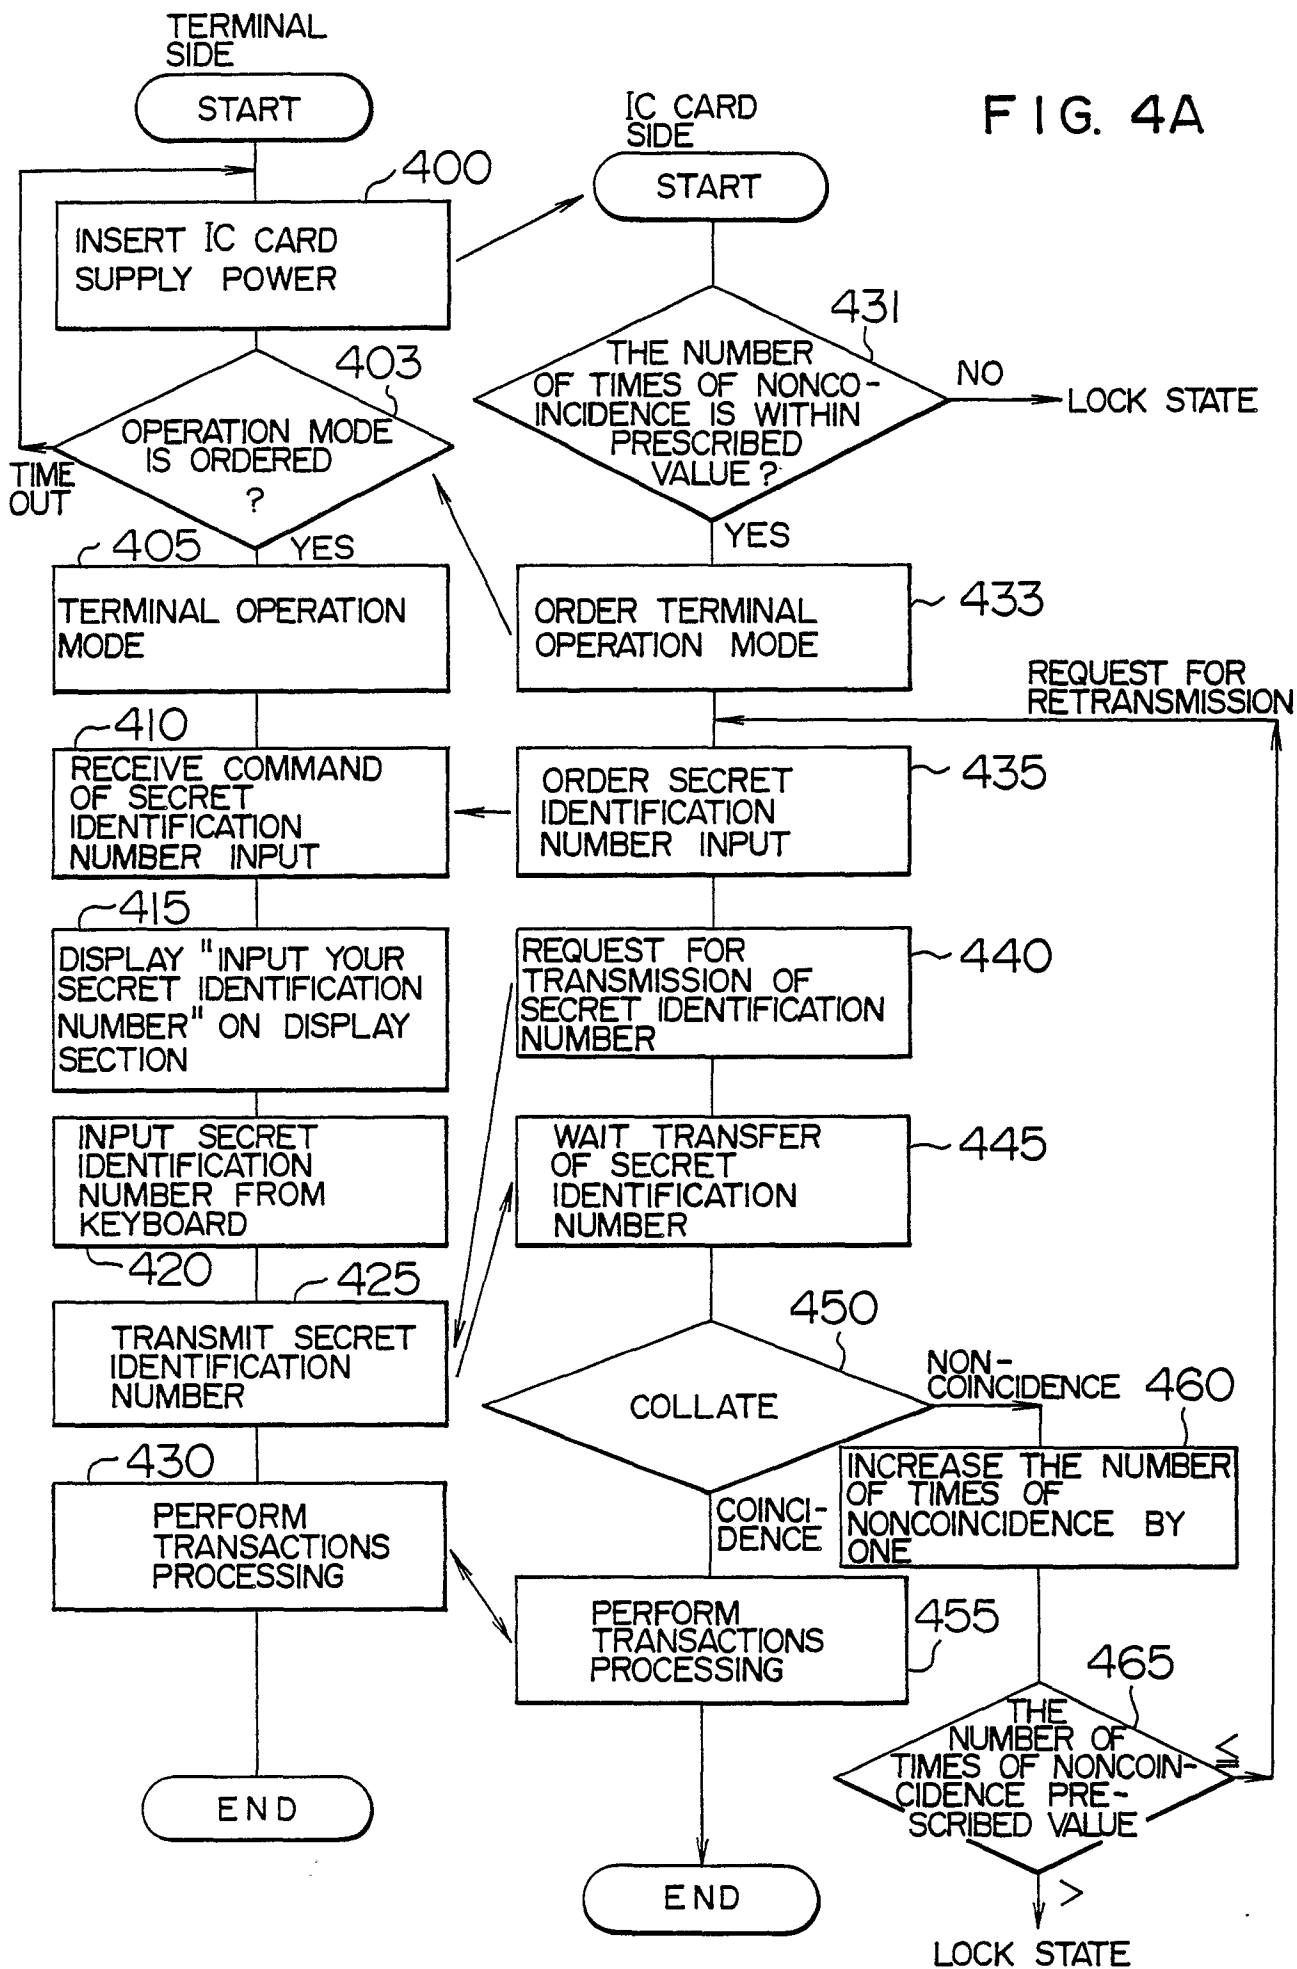 FIG. 4A
TERMINAL
SIDE
START
400
INSERT IC CARD
SUPPLY POWER
403
OPERATION MODE
IS ORDERED
?
TIME
OUT
YES
405
TERMINAL OPERATION
MODE
410
RECEIVE COMMAND
OF SECRET
IDENTIFICATION
NUMBER INPUT
415
DISPLAY "INPUT YOUR
SECRET IDENTIFICATION
NUMBER" ON DISPLAY
SECTION
INPUT SECRET
IDENTIFICATION
NUMBER FROM
KEYBOARD
420
425
TRANSMIT SECRET
IDENTIFICATION
NUMBER
430
PERFORM
TRANSACTIONS
PROCESSING
END
IC CARD
SIDE
START
431
THE NUMBER
OF TIMES OF NONCO-
INCIDENCE IS WITHIN
PRESCRIBED
VALUE?
NO
LOCK STATE
YES
433
ORDER TERMINAL
OPERATION MODE
REQUEST FOR
RETRANSMISSION
435
ORDER SECRET
IDENTIFICATION
NUMBER INPUT
440
REQUEST FOR
TRANSMISSION OF
SECRET IDENTIFICATION
NUMBER
445
WAIT TRANSFER
OF SECRET
IDENTIFICATION
NUMBER
450
COLLATE
NON-
COINCIDENCE
460
INCREASE THE NUMBER
OF TIMES OF
NONCOINCIDENCE BY
ONE
COINCI-
DENCE
455
PERFORM
TRANSACTIONS
PROCESSING
END
465
THE
NUMBER OF
TIMES OF NONCOIN-
CIDENCE PRE-
SCRIBED VALUE
≦
>
LOCK STATE